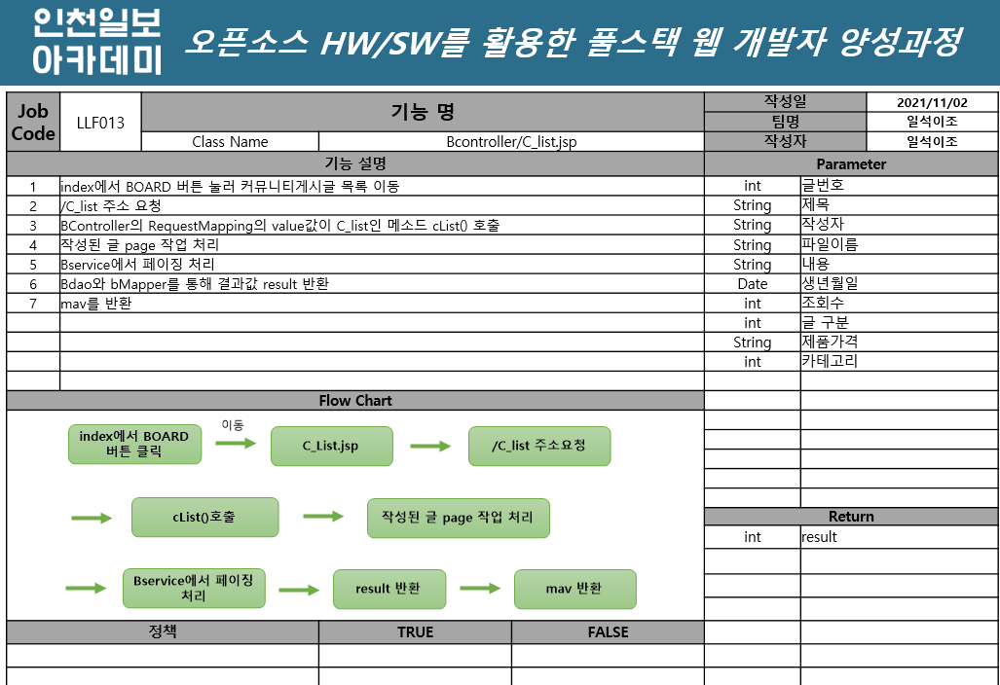 인천일보
아카데미
오픈소스 HW/SW를 활용한 풀스택 웹 개발자 양성과정
Job Code
LLF013
기능 명
작성일
2021/11/02
팀명
일석이조
Class Name
Bcontroller/C_list.jsp
작성자
일석이조
기능 설명
Parameter
1 index에서 BOARD 버튼 눌러 커뮤니티게시글 목록 이동
int 글번호
2 /C_list 주소 요청
String 제목
3 BController의 RequestMapping의 value값이 C_list인 메소드 cList() 호출
String 작성자
4 작성된 글 page 작업 처리
String 파일이름
5 Bservice에서 페이징 처리
String 내용
6 Bdao와 bMapper를 통해 결과값 result 반환
Date 생년월일
7 mav를 반환
int 조회수
int 글 구분
String 제품가격
int 카테고리
Flow Chart
index에서 BOARD
버튼 클릭
이동
C_List.jsp
/C_list 주소요청
cList()호출
작성된 글 page 작업 처리
Bservice에서 페이징
처리
result 반환
mav 반환
Return
int result
정책
TRUE
FALSE